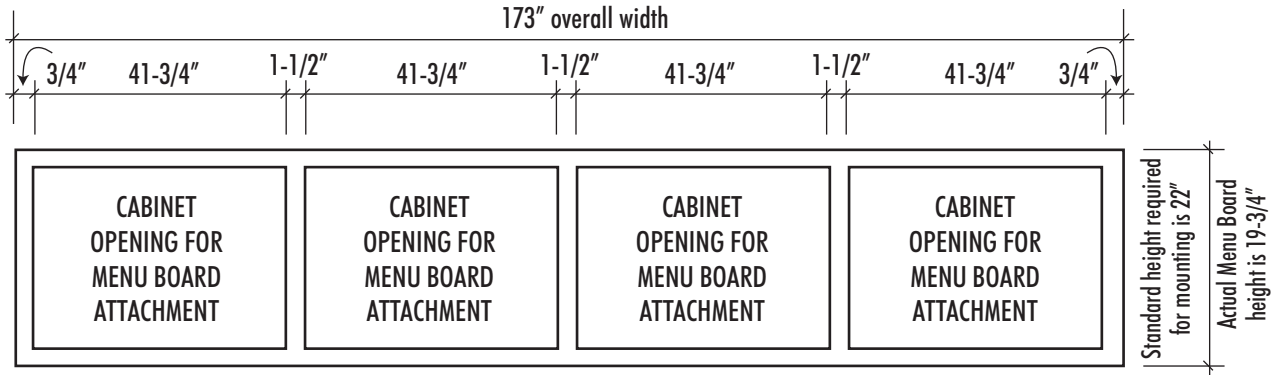 173″ overall width
3/4″ 41-3/4″ 1-1/2″ 41-3/4″ 1-1/2″ 41-3/4″ 1-1/2″ 41-3/4″ 3/4″
CABINET
OPENING FOR
MENU BOARD
ATTACHMENT
CABINET
OPENING FOR
MENU BOARD
ATTACHMENT
CABINET
OPENING FOR
MENU BOARD
ATTACHMENT
CABINET
OPENING FOR
MENU BOARD
ATTACHMENT
Standard height required
for mounting is 22″
Actual Menu Board
height is 19-3/4″